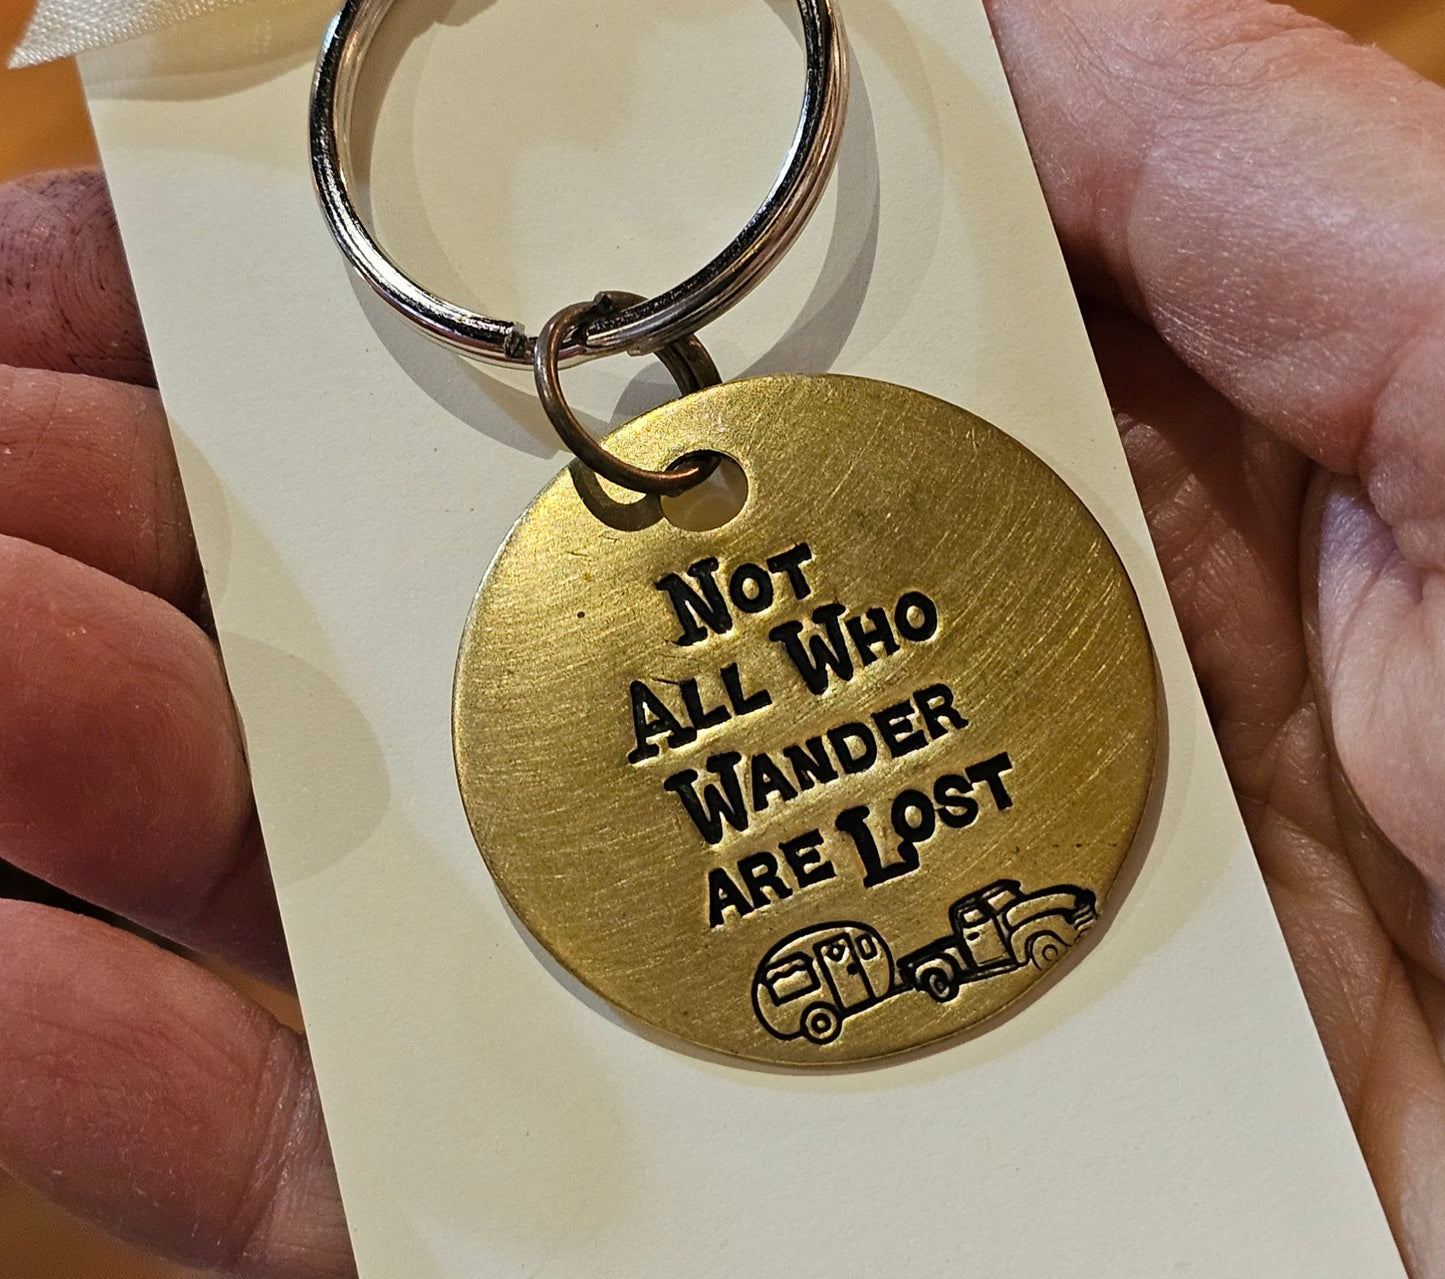 Not
All Who
Wander
are Lost